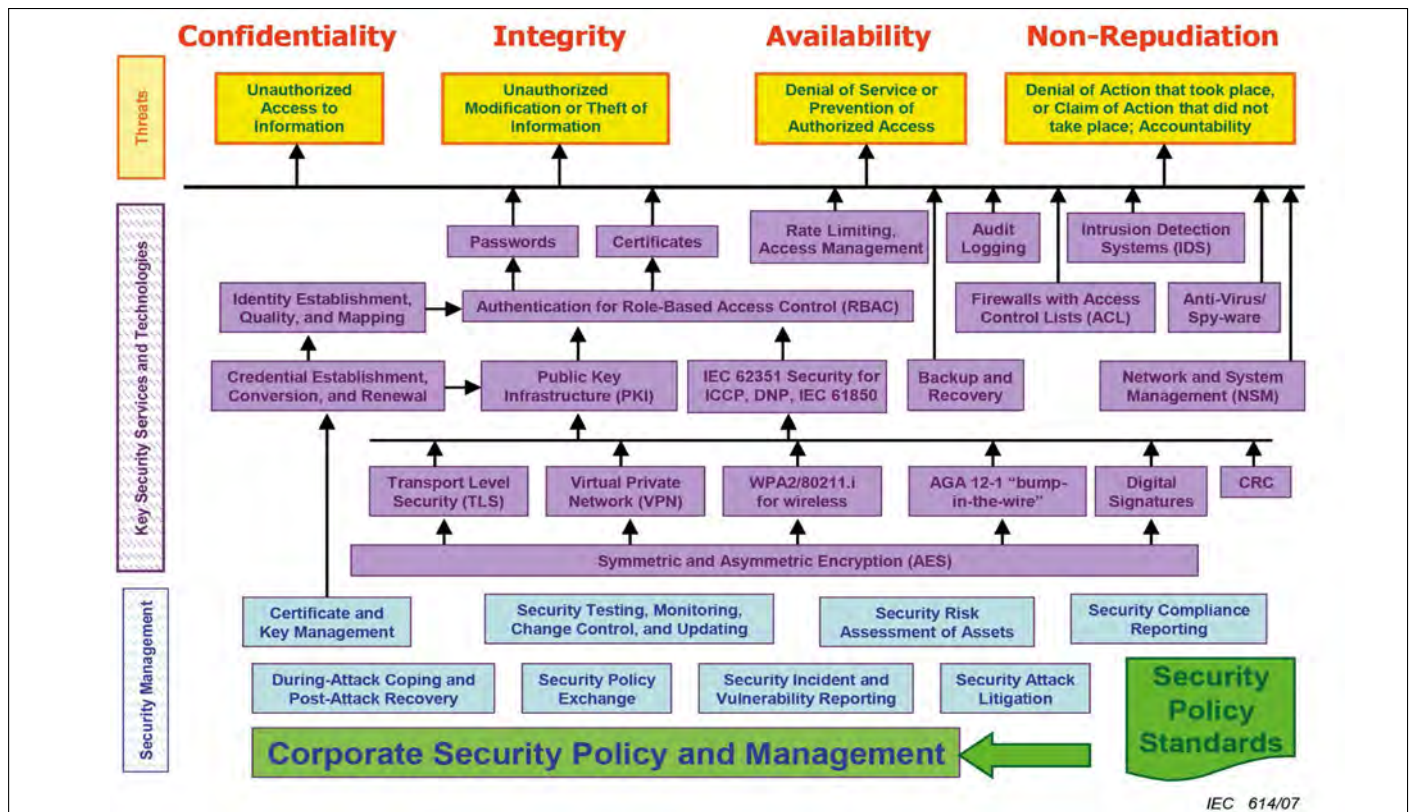 Confidentiality
Integrity
Availability
Non-Repudiation
Threats
Unauthorized
Access to
Information
Unauthorized
Modification or Theft of
Information
Denial of Service or
Prevention of
Authorized Access
Denial of Action that took place,
or Claim of Action that did not
take place; Accountability
Key Security Services and Technologies
Passwords
Certificates
Rate Limiting,
Access Management
Audit
Logging
Intrusion Detection
Systems (IDS)
Identity Establishment,
Quality, and Mapping
Authentication for Role-Based Access Control (RBAC)
Firewalls with Access
Control Lists (ACL)
Anti-Virus/
Spy-ware
Credential Establishment,
Conversion, and Renewal
Public Key
Infrastructure (PKI)
IEC 62351 Security for
ICCP, DNP, IEC 61850
Backup and
Recovery
Network and System
Management (NSM)
Transport Level
Security (TLS)
Virtual Private
Network (VPN)
WPA2/80211.i
for wireless
AGA 12-1 “bump-
in-the-wire”
Digital
Signatures
CRC
Symmetric and Asymmetric Encryption (AES)
Security Management
Certificate and
Key Management
Security Testing, Monitoring,
Change Control, and Updating
Security Risk
Assessment of Assets
Security Compliance
Reporting
During-Attack Coping and
Post-Attack Recovery
Security Policy
Exchange
Security Incident and
Vulnerability Reporting
Security Attack
Litigation
Security
Policy
Standards
Corporate Security Policy and Management
IEC 614/07